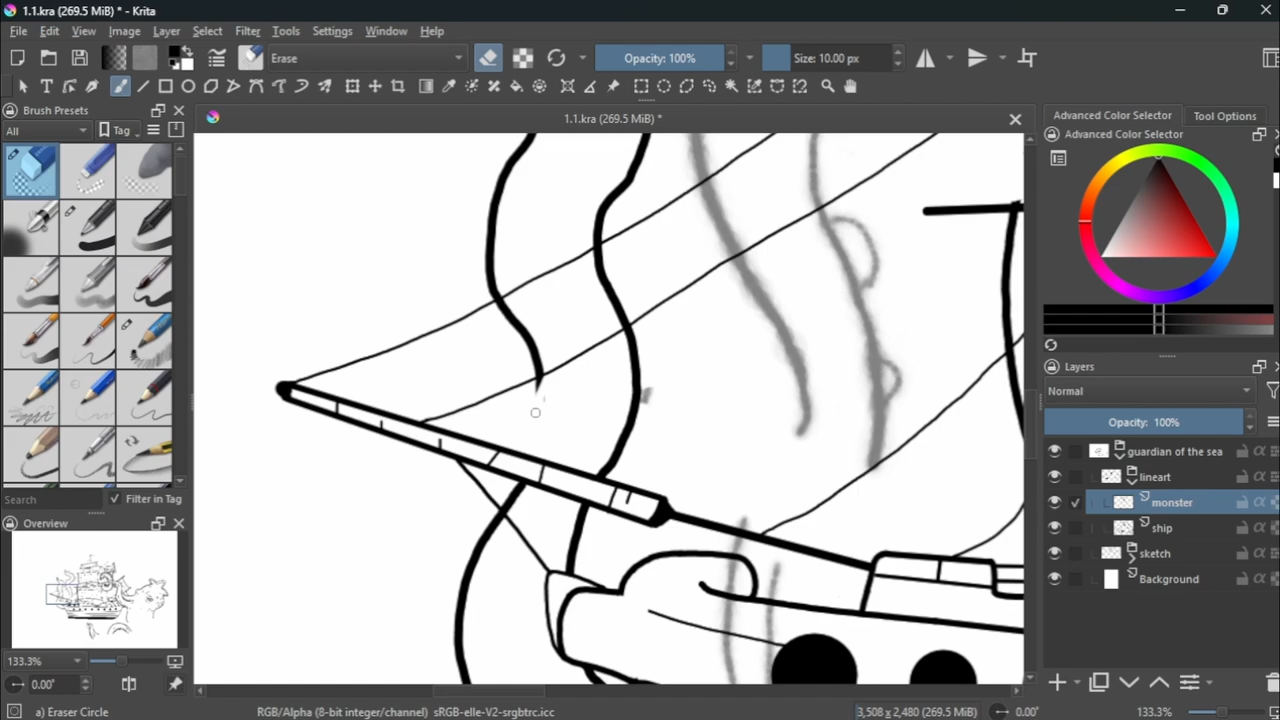 1.1.kra (269.5 MiB) * - Krita
File Edit View Image Layer Select Filter Tools Settings Window Help
Erase Opacity: 100% Size: 10.00 px
Brush Presets
1.1.kra (269.5 MiB) *
Advanced Color Selector Tool Options
All Tag
Advanced Color Selector
Layers
Normal
Opacity: 100%
guardian of the sea
lineart
monster
ship
sketch
Background
Search Filter in Tag
Overview
133.3%
0.00°
a) Eraser Circle RGB/Alpha (8-bit integer/channel) sRGB-elle-V2-srgbtrc.icc 3,508 x 2,480 (269.5 MiB) 0.00° 133.3%